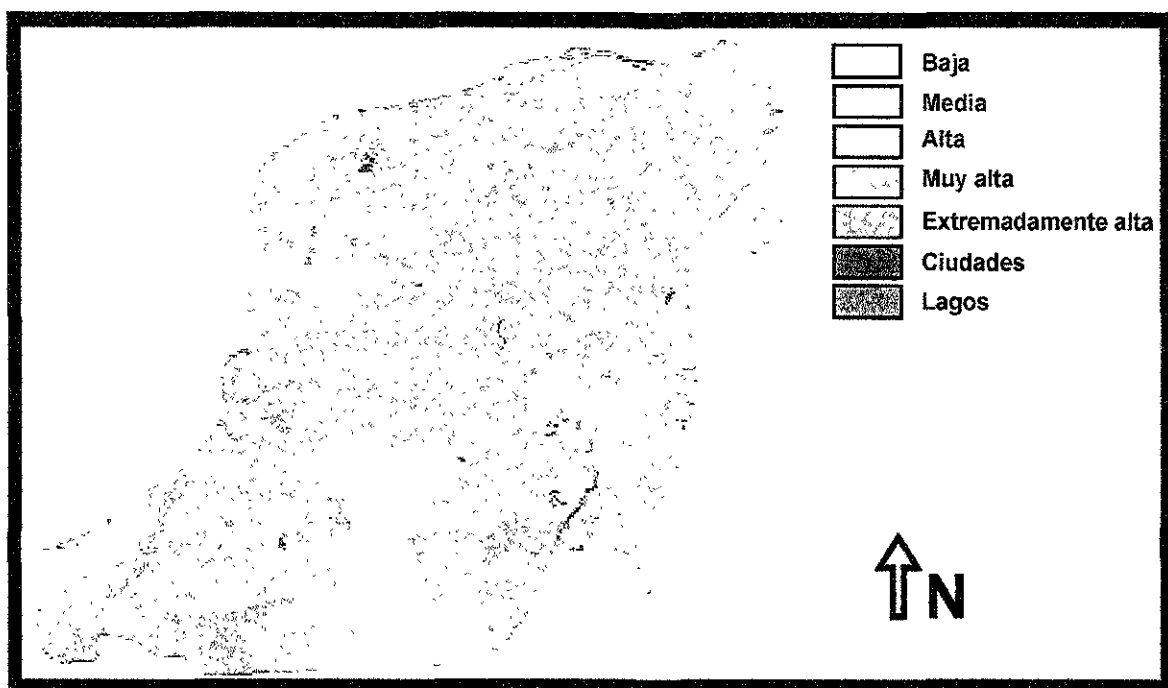 Baja
Media
Alta
Muy alta
Extremadamente alta
Ciudades
Lagos
N